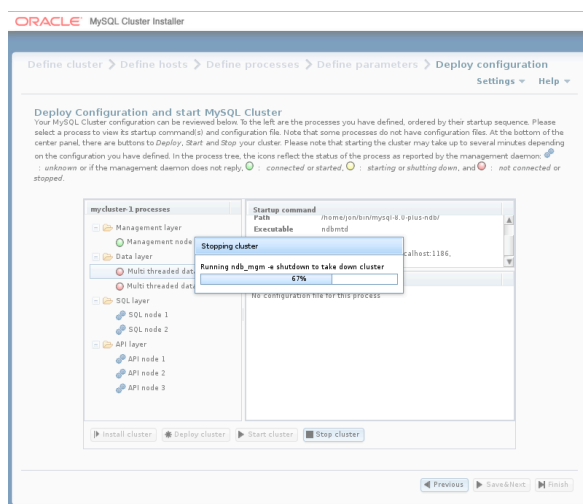 ORACLE MySQL Cluster Installer
Define cluster > Define hosts > Define processes > Define parameters > Deploy configuration
Settings Help
Deploy Configuration and start MySQL Cluster
Your MySQL Cluster configuration can be reviewed below. To the left are the processes you have defined, ordered by their startup sequence. Please
select a process to view its startup command(s) and configuration file. Note that some processes do not have configuration files. At the bottom of the
center panel, there are buttons to Deploy, Start and Stop your cluster. Please note that starting the cluster may take up to several minutes depending
on the configuration you have defined. In the process tree, the icons reflect the status of the process as reported by the management daemon:
: unknown or if the management daemon does not reply, : connected or started, : starting or shutting down, and : not connected or
stopped.
mycluster-1 processes
Management layer
Management node
Data layer
Multi threaded data
Multi threaded data
SQL layer
SQL node 1
SQL node 2
API layer
API node 1
API node 2
API node 3
Startup command
Path /home/jon/bin/mysql-8.0-plus-ndb/
Executable ndbmtd
calhost:1186,
No configuration file for this process
Stopping cluster
Running ndb_mgm -e shutdown to take down cluster
67%
Install cluster Deploy cluster Start cluster Stop cluster
Previous Save&Next Finish